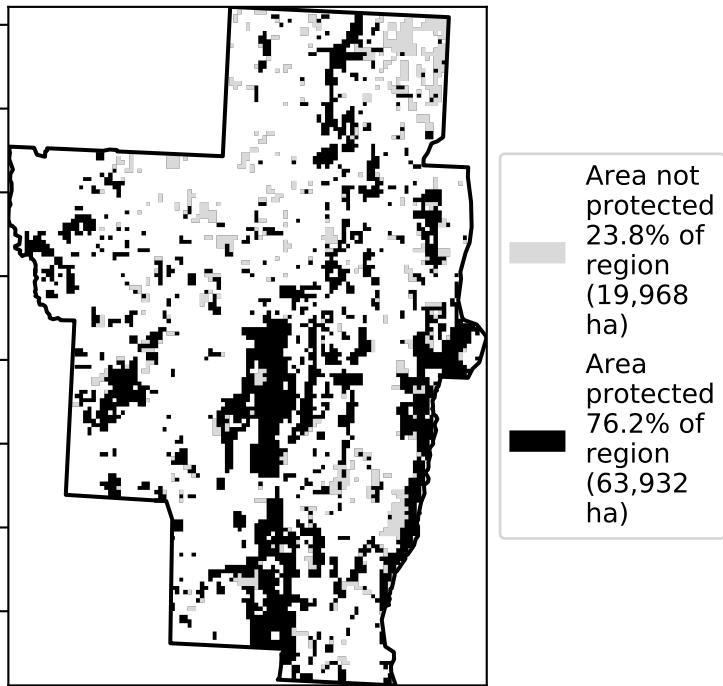 Area not
protected
23.8% of
region
(19,968
ha)
Area
protected
76.2% of
region
(63,932
ha)